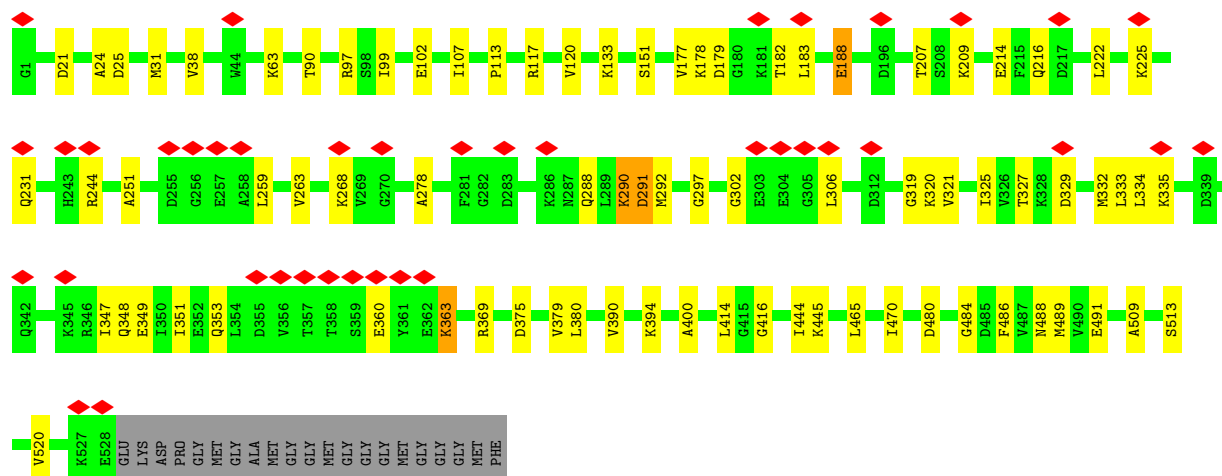 G1 D21 A24 D25 M31 V38 W44 K63 T90 R97 S98 I99 E102 I107 P113 R117 V120 K133 S151 V177 K178 D179 G180 K181 T182 L183 E188 D196 T207 S208 K209 E214 F215 Q216 D217 L222 K225
Q231 H243 R244 A251 D255 G256 E257 A258 L259 V263 K268 V269 G270 A278 F281 G282 D283 K286 N287 Q288 L289 K290 D291 M292 G297 G302 E303 E304 G305 L306 D312 G319 K320 V321 I325 V326 T327 K328 D329 M332 L333 L334 K335 D339
Q342 K345 R346 I347 Q348 E349 I350 I351 E352 Q353 L354 D355 V356 T357 T358 S359 E360 Y361 E362 K363 R369 D375 V379 L380 V390 K394 A400 L414 G415 G416 I444 K445 L465 I470 D480 G484 D485 F486 V487 N488 M489 V490 E491 A509 S513
V520 K527 E528 GLU LYS ASP PRO GLY MET GLY ALA MET GLY GLY MET GLY GLY GLY MET GLY GLY GLY MET PHE